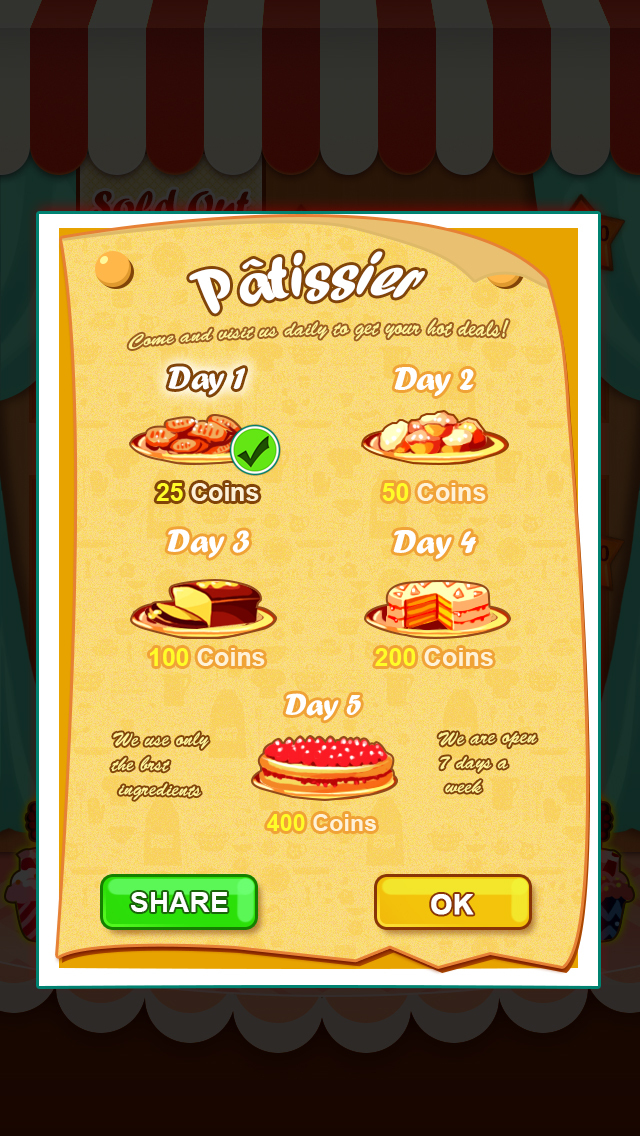 Sold Out
Pâtissier
Come and visit us daily to get your hot deals!
Day 1
Day 2
25 Coins
50 Coins
Day 3
Day 4
100 Coins
200 Coins
Day 5
We use only
the brst
ingredients
We are open
7 days a
week
400 Coins
SHARE
OK